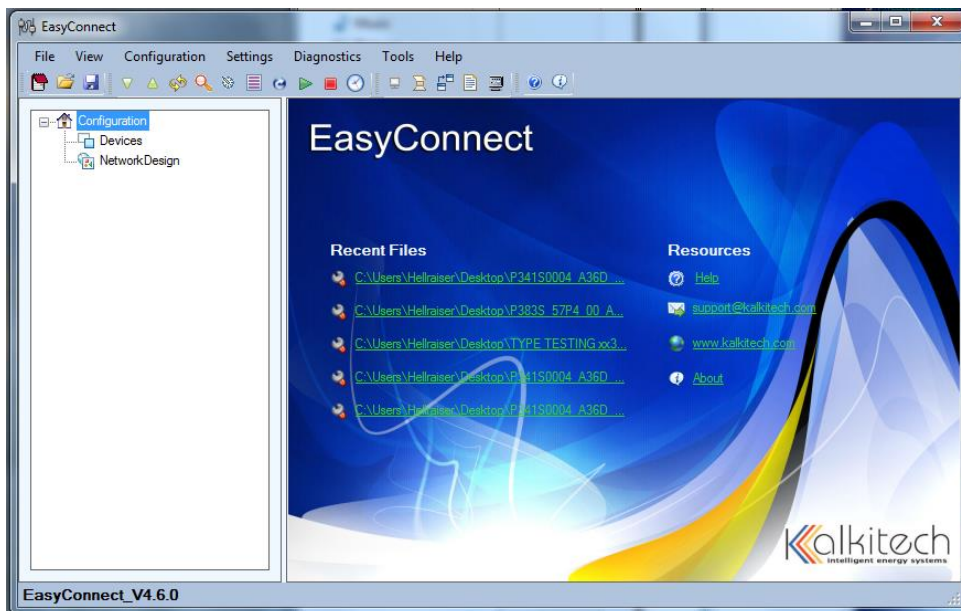 EasyConnect
File View Configuration Settings Diagnostics Tools Help
Configuration
Devices
NetworkDesign
EasyConnect
Recent Files
C:\Users\Hellraiser\Desktop\P341S0004_A36D_...
C:\Users\Hellraiser\Desktop\P383S_57P4_00_A...
C:\Users\Hellraiser\Desktop\TYPE TESTING xx3...
C:\Users\Hellraiser\Desktop\P341S0004_A36D_...
C:\Users\Hellraiser\Desktop\P341S0004_A36D_...
Resources
Help
support@kalkitech.com
www.kalkitech.com
About
Kalkitech
intelligent energy systems
EasyConnect_V4.6.0